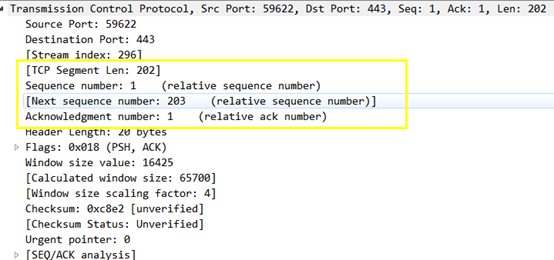 Transmission Control Protocol, Src Port: 59622, Dst Port: 443, Seq: 1, Ack: 1, Len: 202
Source Port: 59622
Destination Port: 443
[Stream index: 296]
[TCP Segment Len: 202]
Sequence number: 1    (relative sequence number)
[Next sequence number: 203    (relative sequence number)]
Acknowledgment number: 1    (relative ack number)
Header Length: 20 bytes
Flags: 0x018 (PSH, ACK)
Window size value: 16425
[Calculated window size: 65700]
[Window size scaling factor: 4]
Checksum: 0xc8e2 [unverified]
[Checksum Status: Unverified]
Urgent pointer: 0
[SEQ/ACK analysis]